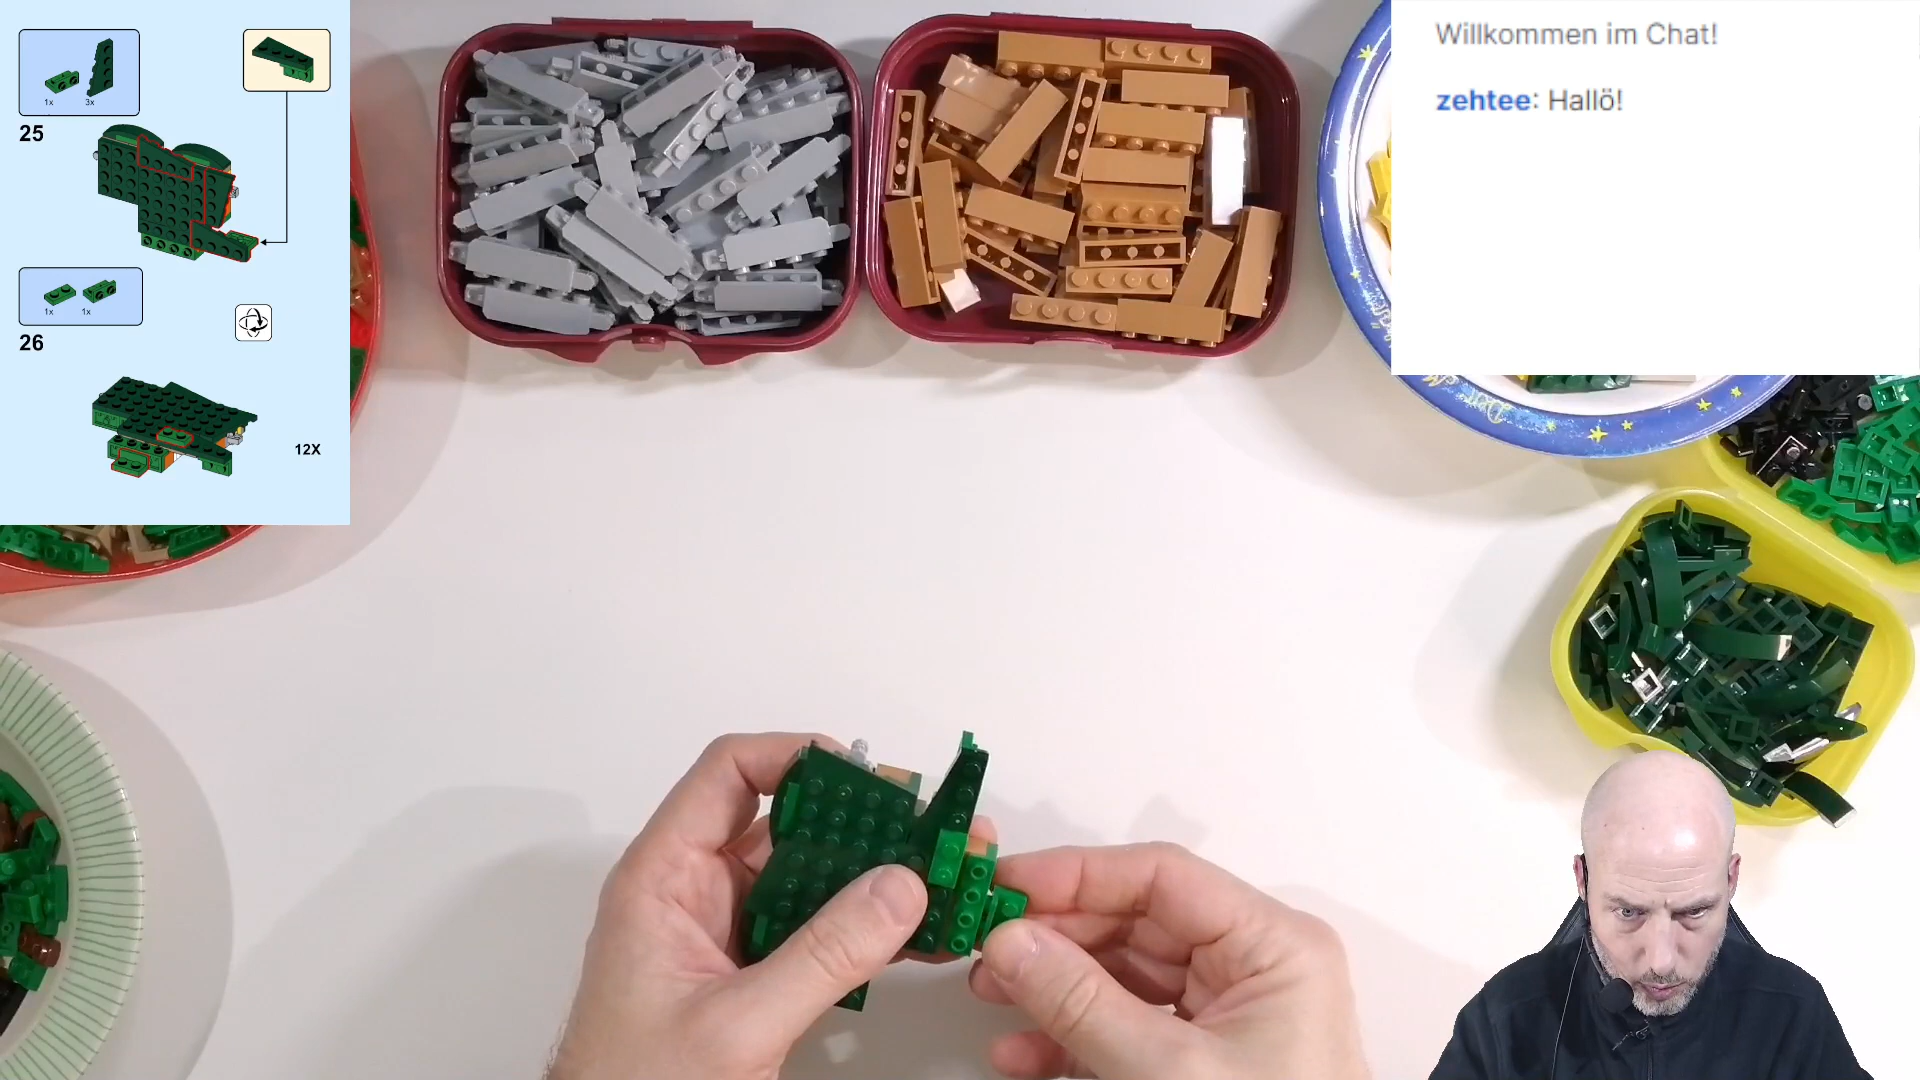 1x
3x
25
1x
1x
26
12X
Willkommen im Chat!
zehtee: Hallö!